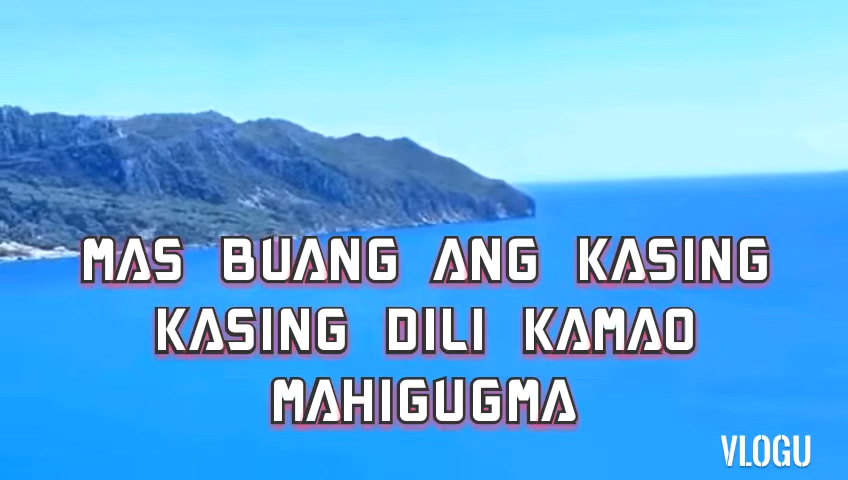 MAS BUANG ANG KASING
KASING DILI KAMAO
MAHIGUGMA
VLOGU